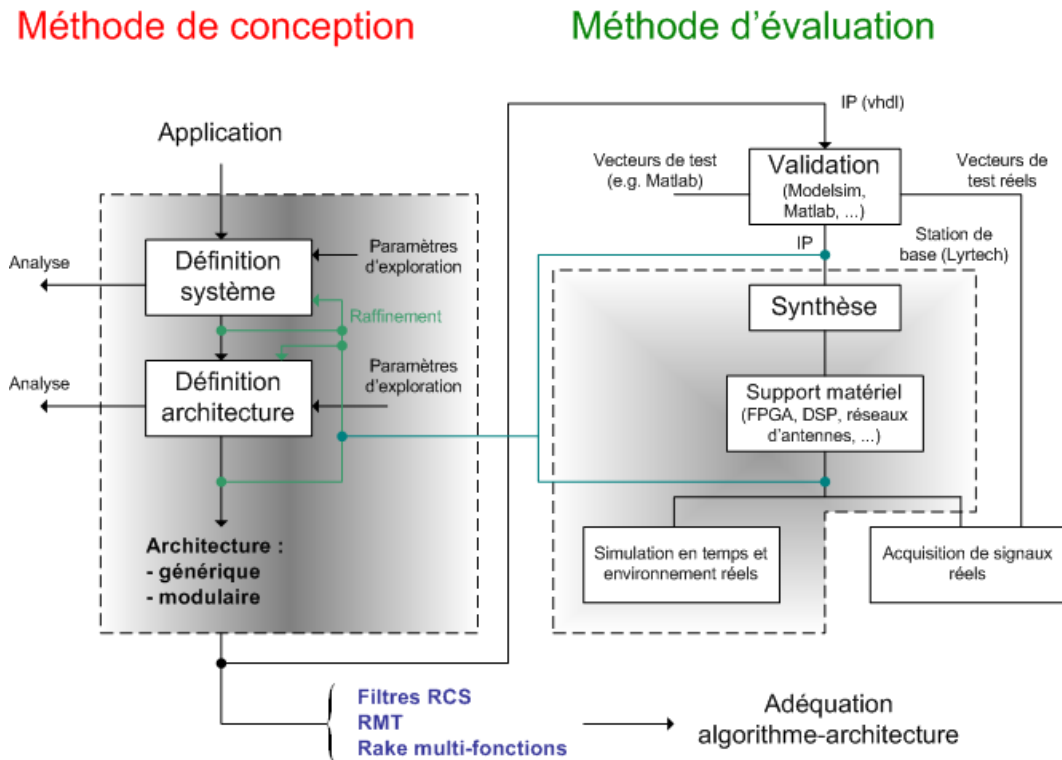 Méthode de conception
Méthode d'évaluation
Application
Analyse
Définition
système
Paramètres
d'exploration
Raffinement
Analyse
Définition
architecture
Paramètres
d'exploration
Architecture :
- générique
- modulaire
IP (vhdl)
Vecteurs de test
(e.g. Matlab)
Validation
(Modelsim,
Matlab, ...)
Vecteurs de
test réels
IP
Station de
base (Lyrtech)
Synthèse
Support matériel
(FPGA, DSP, réseaux
d'antennes, ...)
Simulation en temps et
environnement réels
Acquisition de signaux
réels
Filtres RCS
RMT
Rake multi-fonctions
Adéquation
algorithme-architecture